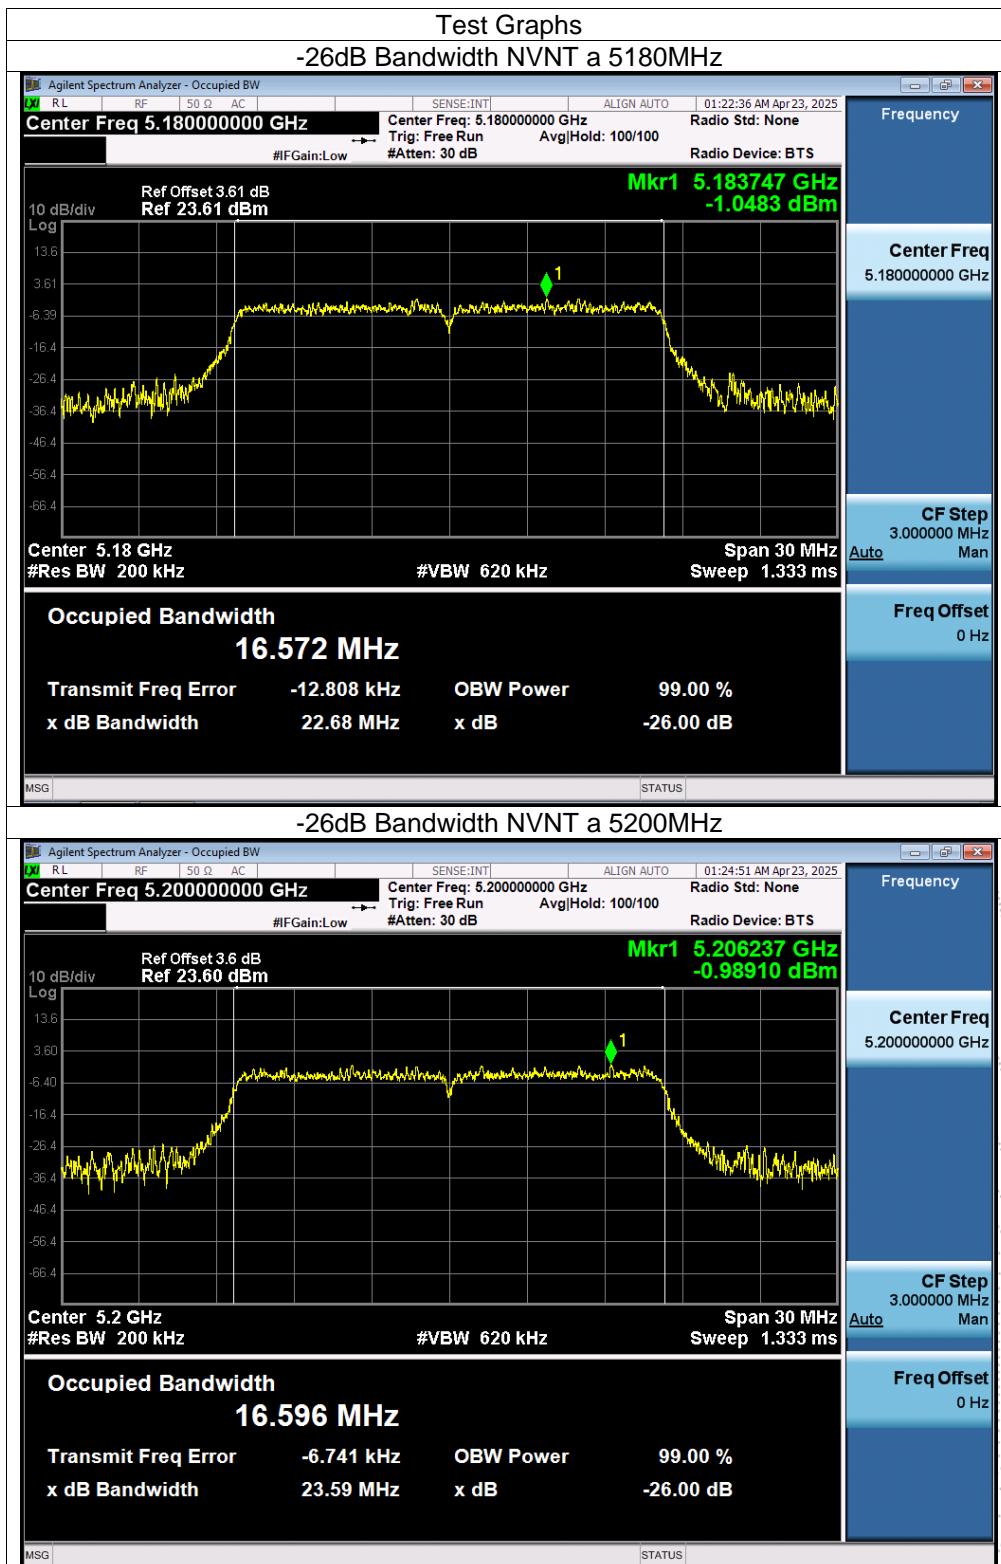 Test Graphs
-26dB Bandwidth NVNT a 5180MHz
Agilent Spectrum Analyzer - Occupied BW
LXI RL RF 50 Ω AC SENSE:INT ALIGN AUTO 01:22:36 AM Apr 23, 2025
Center Freq 5.180000000 GHz Center Freq: 5.180000000 GHz Radio Std: None Frequency
Trig: Free Run Avg|Hold: 100/100
#IFGain:Low #Atten: 30 dB Radio Device: BTS
Mkr1 5.183747 GHz
-1.0483 dBm
Ref Offset 3.61 dB
10 dB/div Ref 23.61 dBm
Log
13.6
3.61
-6.39
-16.4
-26.4
-36.4
-46.4
-56.4
-66.4
1
Center 5.18 GHz Span 30 MHz
#Res BW 200 kHz #VBW 620 kHz Sweep 1.333 ms
Center Freq
5.180000000 GHz
CF Step
3.000000 MHz
Auto Man
Freq Offset
0 Hz
Occupied Bandwidth
16.572 MHz
Transmit Freq Error -12.808 kHz OBW Power 99.00 %
x dB Bandwidth 22.68 MHz x dB -26.00 dB
MSG STATUS
-26dB Bandwidth NVNT a 5200MHz
Agilent Spectrum Analyzer - Occupied BW
LXI RL RF 50 Ω AC SENSE:INT ALIGN AUTO 01:24:51 AM Apr 23, 2025
Center Freq 5.200000000 GHz Center Freq: 5.200000000 GHz Radio Std: None Frequency
Trig: Free Run Avg|Hold: 100/100
#IFGain:Low #Atten: 30 dB Radio Device: BTS
Mkr1 5.206237 GHz
-0.98910 dBm
Ref Offset 3.6 dB
10 dB/div Ref 23.60 dBm
Log
13.6
3.60
-6.40
-16.4
-26.4
-36.4
-46.4
-56.4
-66.4
1
Center 5.2 GHz Span 30 MHz
#Res BW 200 kHz #VBW 620 kHz Sweep 1.333 ms
Center Freq
5.200000000 GHz
CF Step
3.000000 MHz
Auto Man
Freq Offset
0 Hz
Occupied Bandwidth
16.596 MHz
Transmit Freq Error -6.741 kHz OBW Power 99.00 %
x dB Bandwidth 23.59 MHz x dB -26.00 dB
MSG STATUS